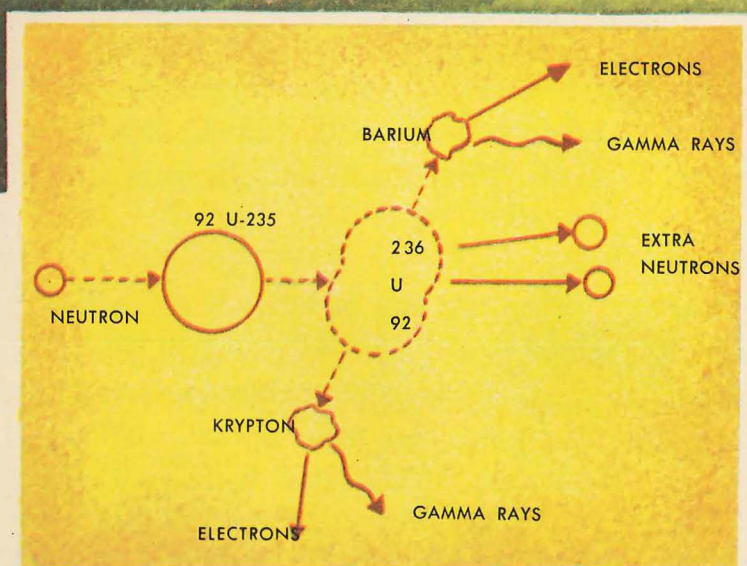 ELECTRONS
BARIUM
GAMMA RAYS
92 U-235
236
U
92
EXTRA
NEUTRONS
NEUTRON
KRYPTON
GAMMA RAYS
ELECTRONS